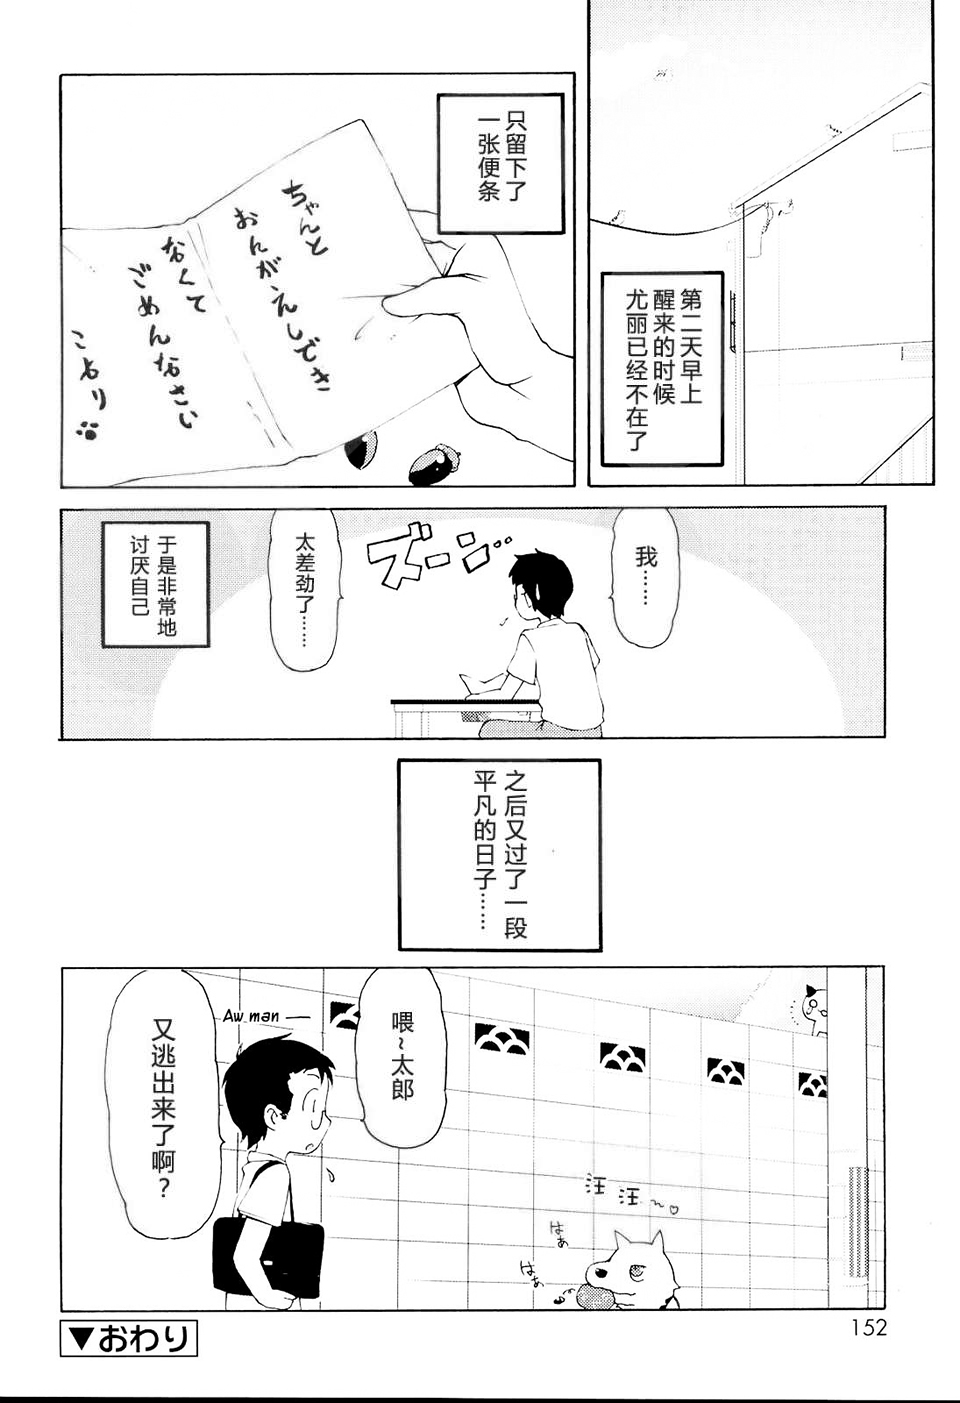 第二天早上
醒来的时候
尤丽已经不在了
只留下了
一张便条
ちゃんと
おんがえしでき
なくて
ごめんなさい
こより
我……
ズーン…
太差劲了……
于是非常地
讨厌自己
之后又过了一段
平凡的日子……
喂~太郎
Aw man
又逃出来了啊？
汪汪~♡
はぁ
はぁ
▼おわり
152